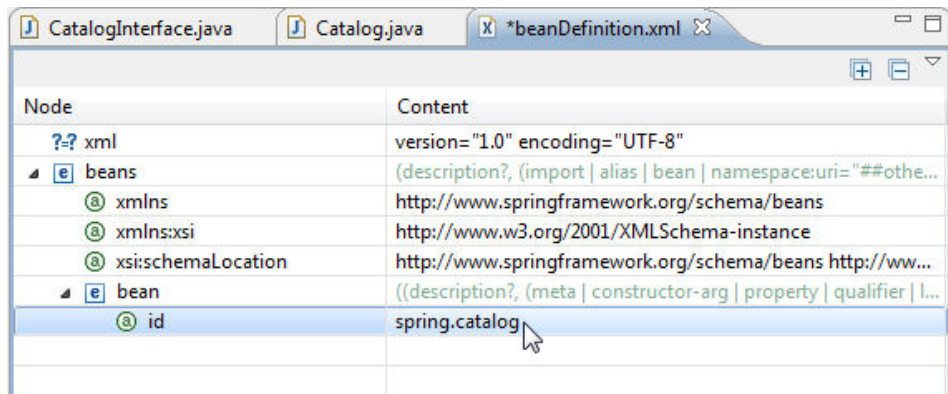 CatalogInterface.java Catalog.java *beanDefinition.xml
Node Content
?=? xml version="1.0" encoding="UTF-8"
e beans (description?, (import | alias | bean | namespace:uri="##othe...
a xmlns http://www.springframework.org/schema/beans
a xmlns:xsi http://www.w3.org/2001/XMLSchema-instance
a xsi:schemaLocation http://www.springframework.org/schema/beans http://ww...
e bean ((description?, (meta | constructor-arg | property | qualifier | l...
a id spring.catalog